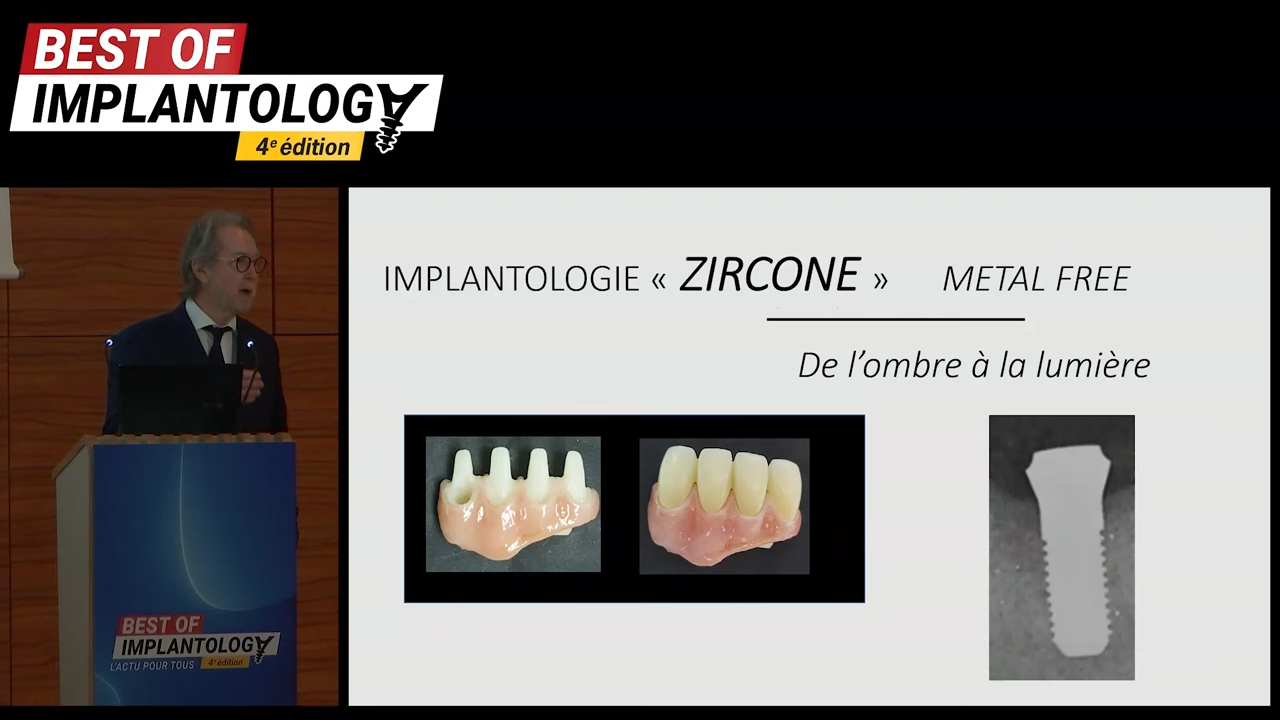 BEST OF
IMPLANTOLOGY
4e édition
IMPLANTOLOGIE « ZIRCONE » METAL FREE
De l'ombre à la lumière
BEST OF
IMPLANTOLOGY
L'ACTU POUR TOUS 4e édition